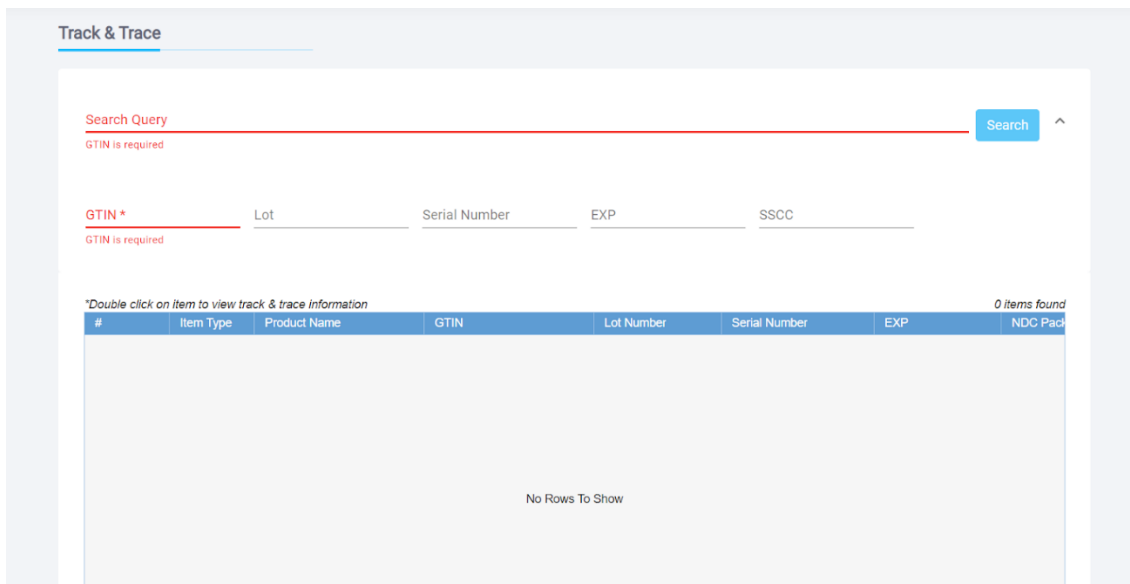 Track & Trace
Search Query
Search
GTIN is required
GTIN * Lot Serial Number EXP SSCC
GTIN is required
*Double click on item to view track & trace information 0 items found
# Item Type Product Name GTIN Lot Number Serial Number EXP NDC Pack
No Rows To Show